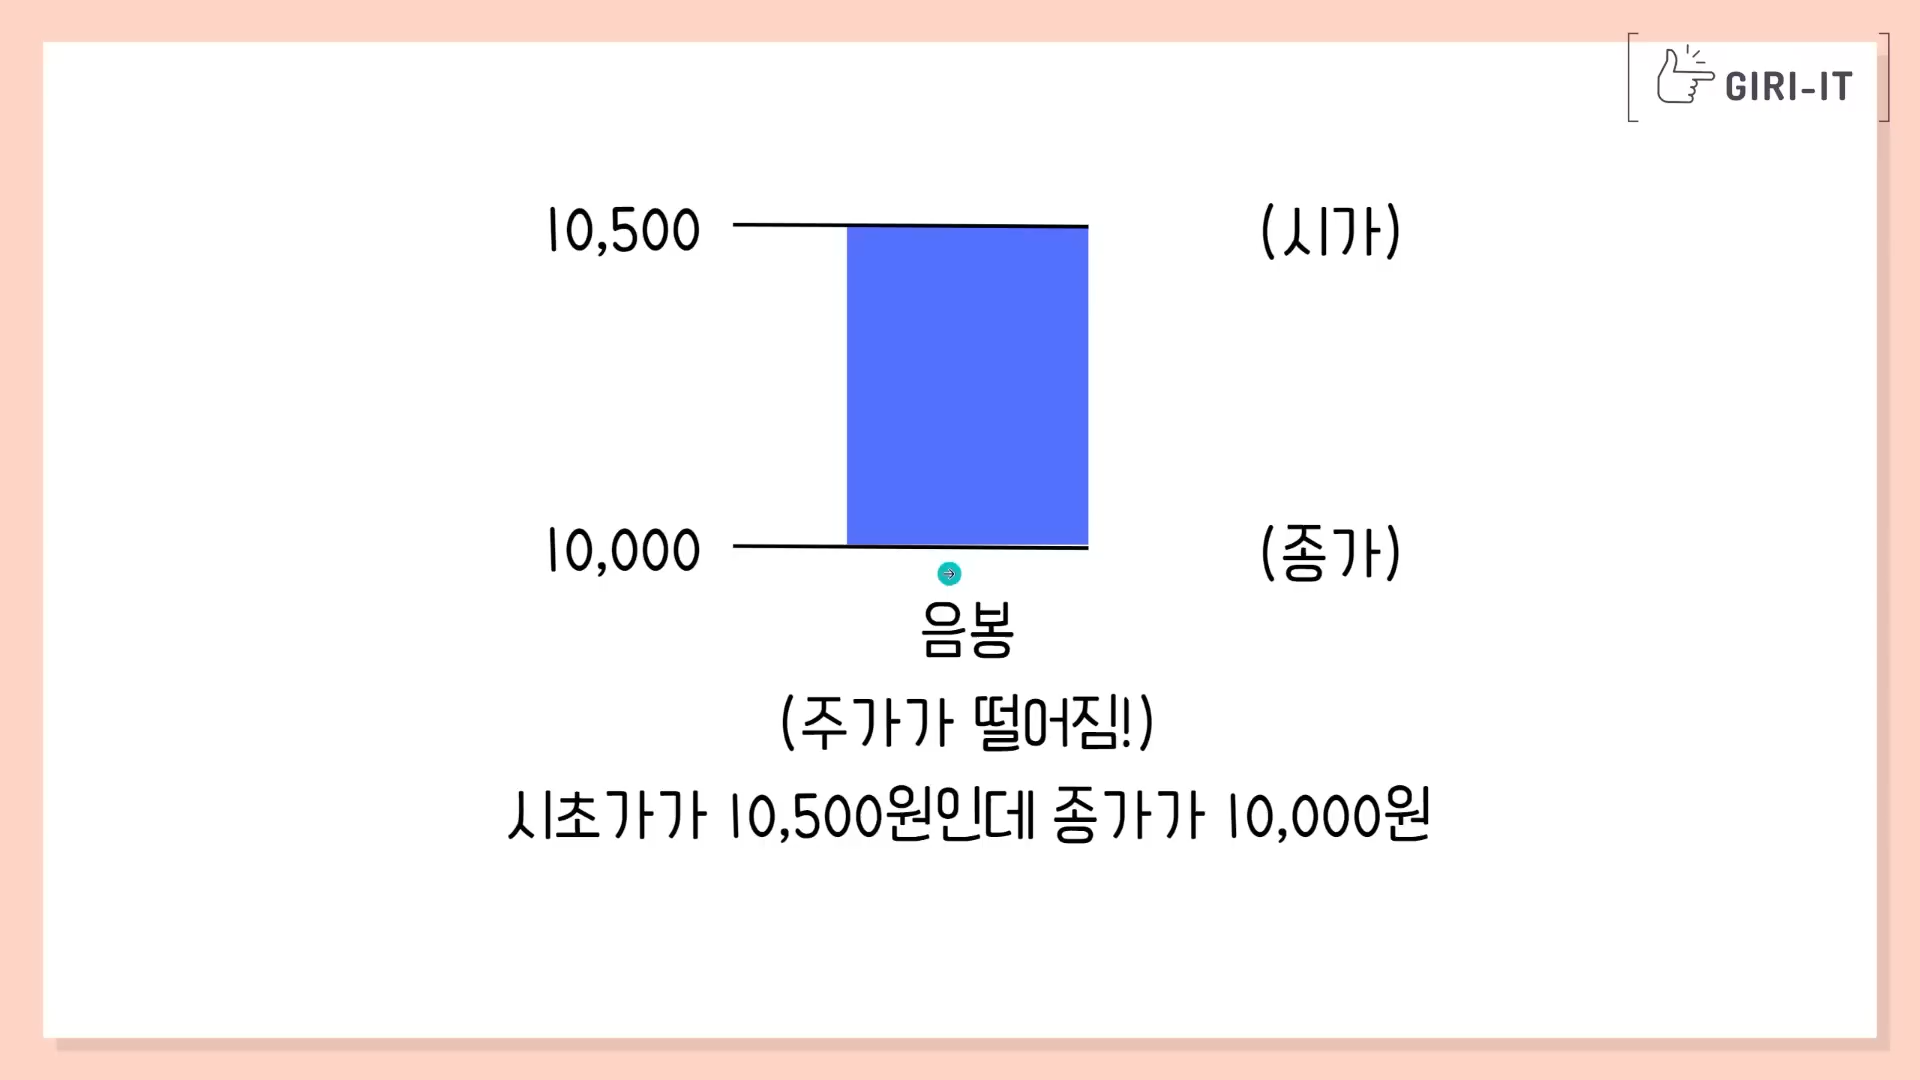 GIRI-IT
10,500 (시가)
10,000 (종가)
음봉
(주가가 떨어짐!)
시초가가 10,500원인데 종가가 10,000원